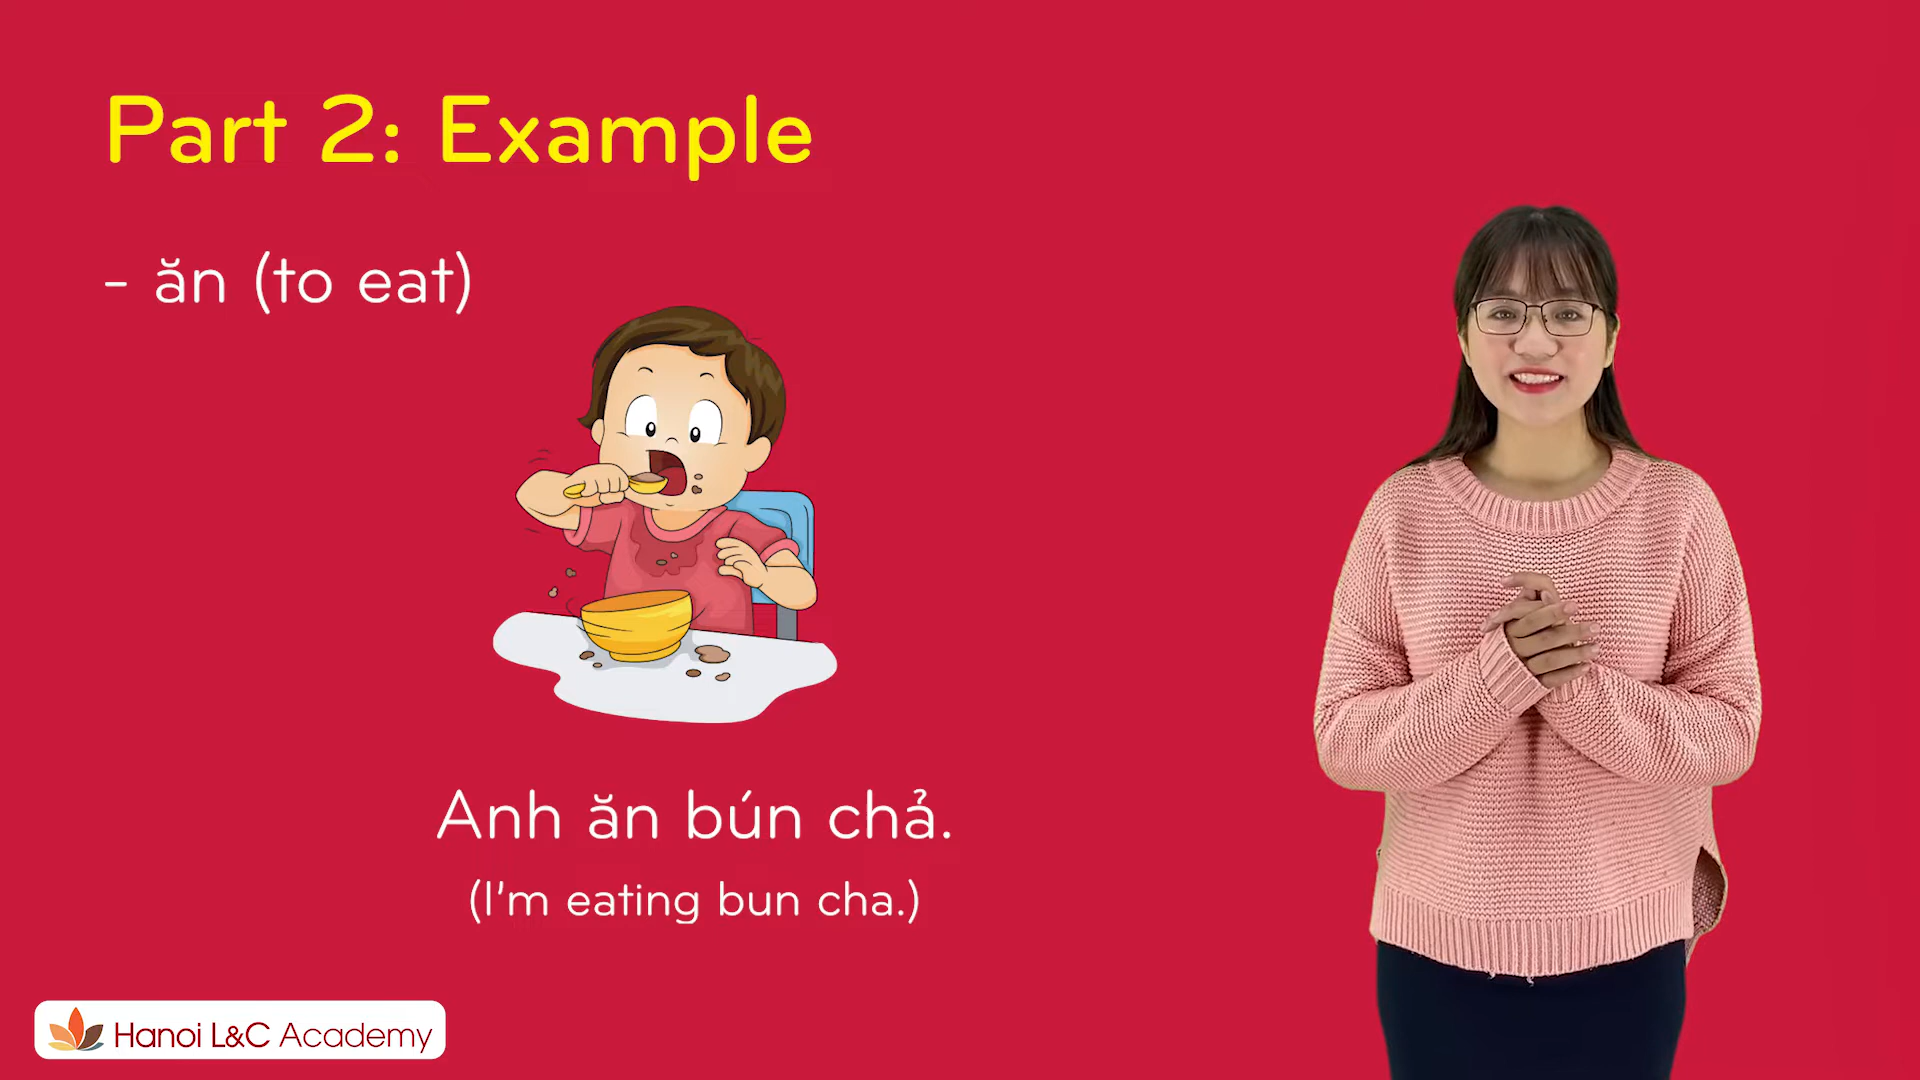 Part 2: Example
- ăn (to eat)
Anh ăn bún chả.
(I'm eating bun cha.)
Hanoi L&C Academy